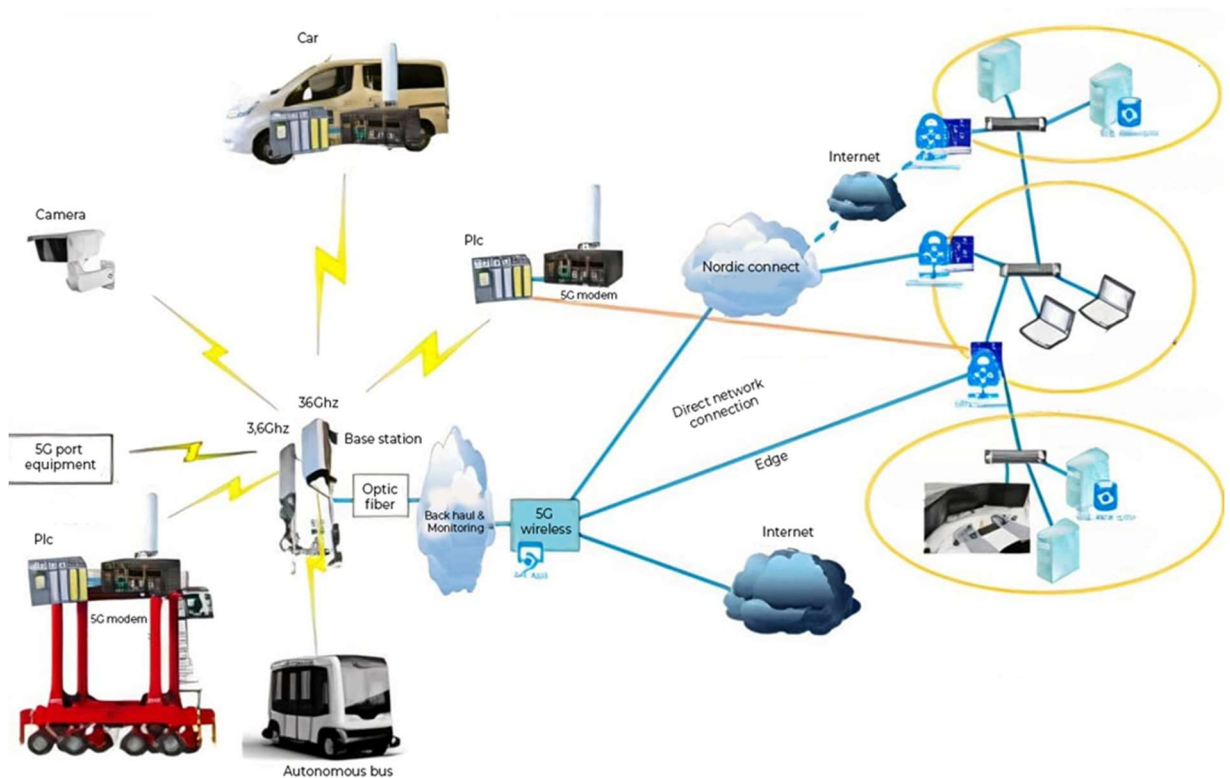 Car
Internet
Camera
Plc
Nordic connect
5G modem
36Ghz
3,6Ghz
Base station
Direct network
connection
Edge
5G port
equipment
Optic
fiber
Back haul &
Monitoring
5G
wireless
Internet
Plc
5G modem
Autonomous bus